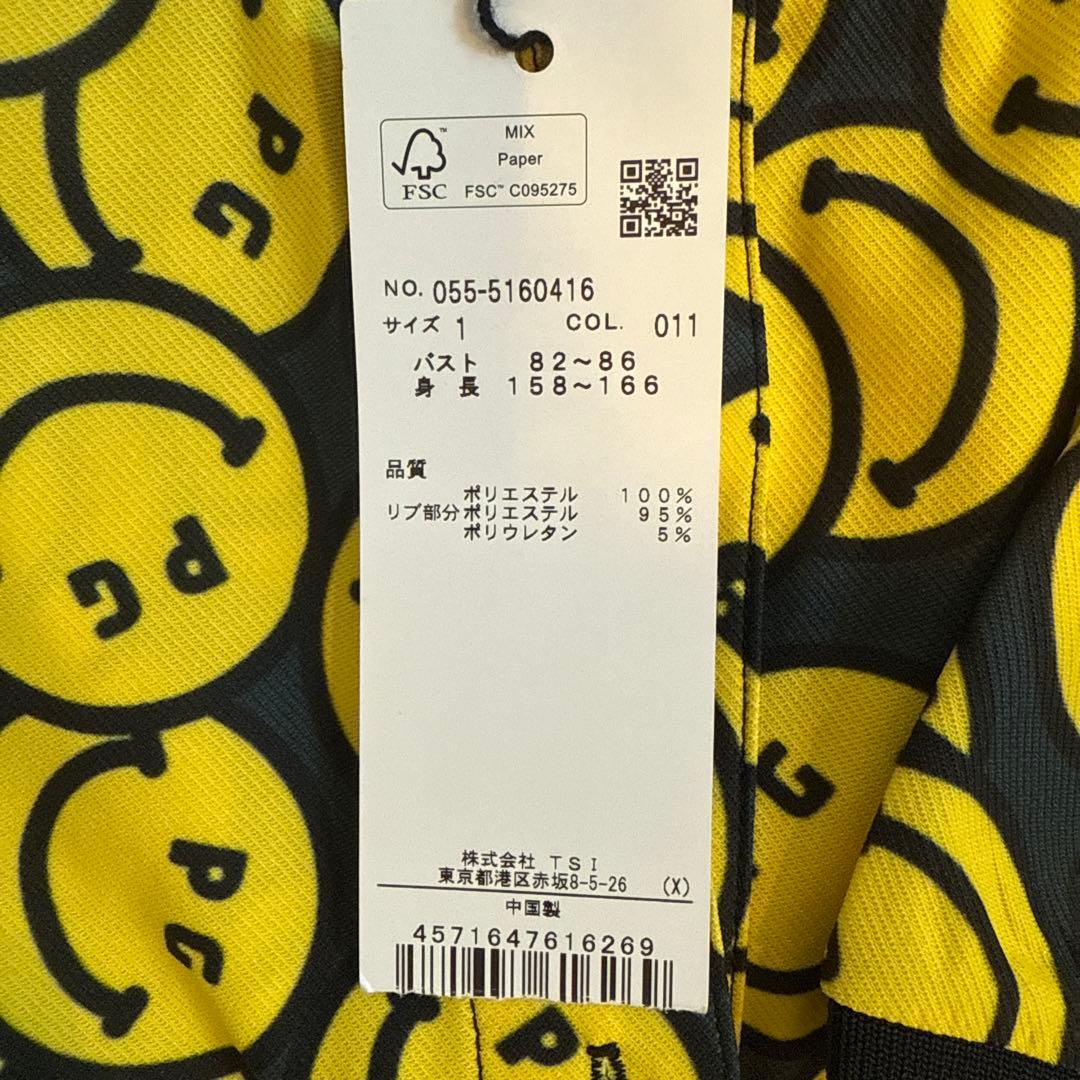 MIX
Paper
FSC™ C095275
FSC
NO. 055-5160416
サイズ 1 COL. 011
バスト 82～86
身長 158～166
品質
ポリエステル 100%
リブ部分 ポリエステル 95%
ポリウレタン 5%
株式会社 TSI
東京都港区赤坂8-5-26 (X)
中国製
4571647616269
P G
P G
P G
G
P